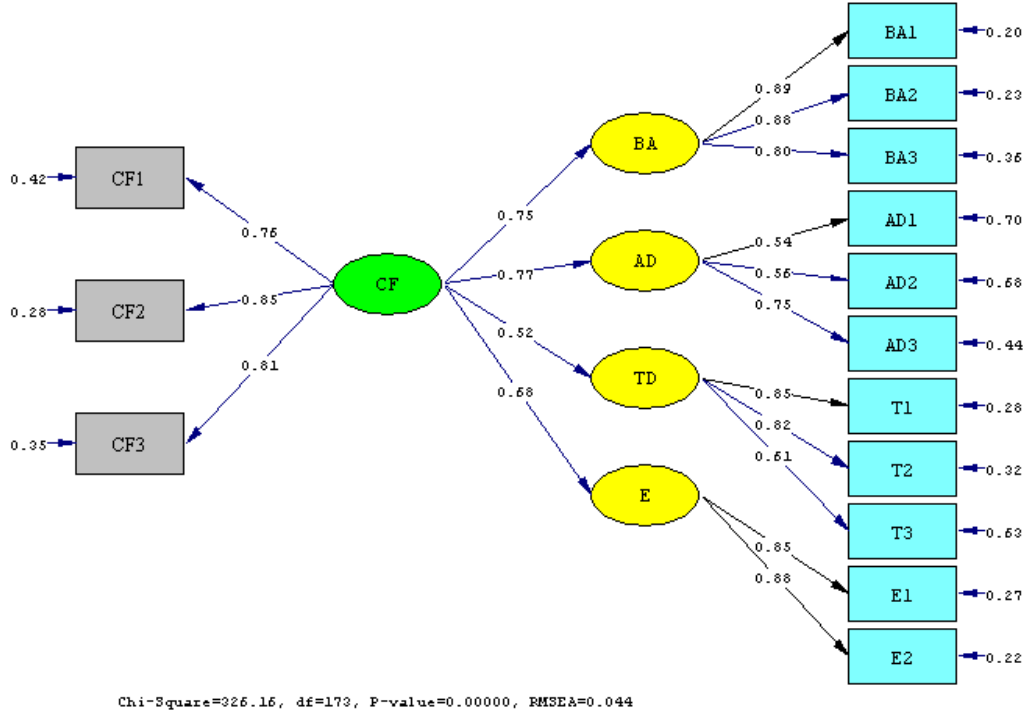 BA1
0.20
0.89
BA2
0.23
0.88
BA
0.80
BA3
0.36
0.42
CF1
0.76
0.75
AD1
0.70
0.54
AD
0.77
0.56
AD2
0.68
CF
0.85
0.28
CF2
0.75
0.52
AD3
0.44
0.81
TD
0.68
0.85
T1
0.28
0.82
0.35
CF3
0.61
T2
0.32
E
T3
0.63
0.85
0.88
E1
0.27
E2
0.22
Chi-Square=326.16, df=173, P-value=0.00000, RMSEA=0.044